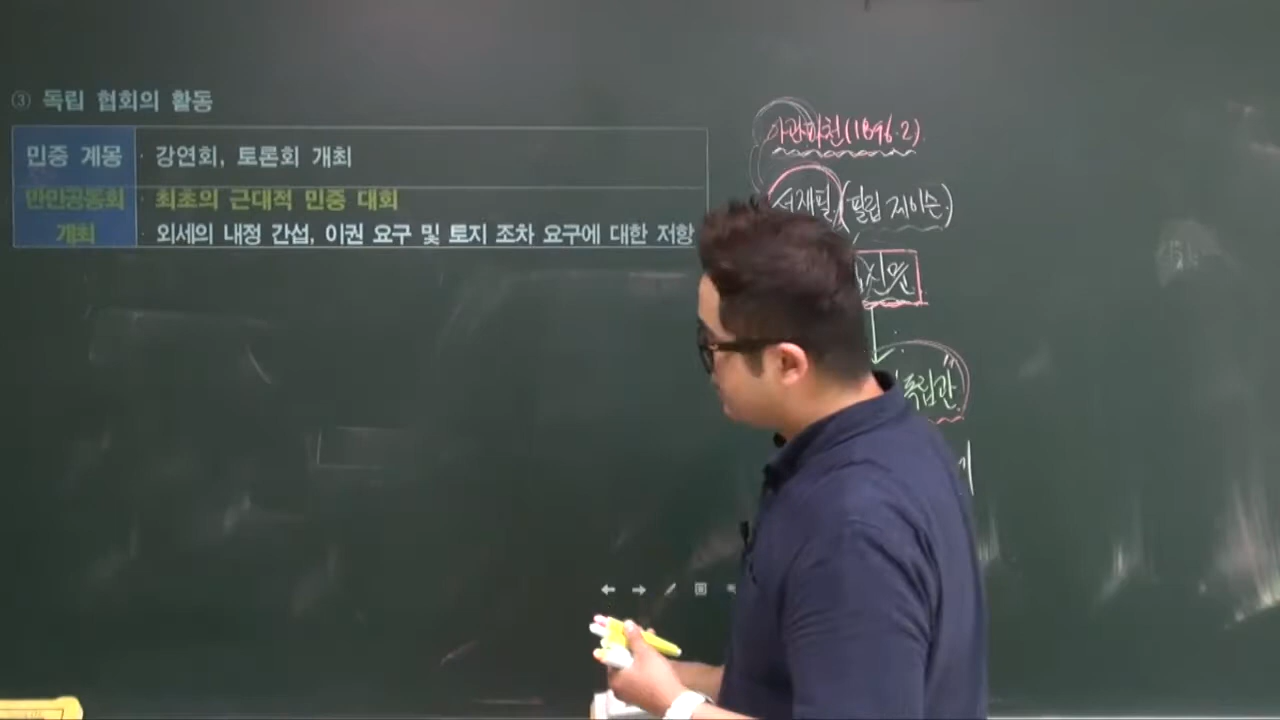 ③ 독립 협회의 활동
민중 계몽 · 강연회, 토론회 개최
만민공동회 개최 · 최초의 근대적 민중 대회
· 외세의 내정 간섭, 이권 요구 및 토지 조차 요구에 대한 저항
아관파천(1896.2)
서재필(필립 제이슨)
독립관